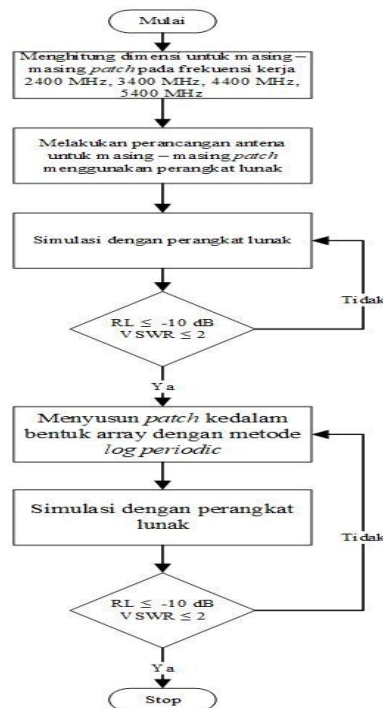 Mulai
Menghitung dimensi untuk masing –
masing patch pada frekuensi kerja
2400 MHz, 3400 MHz, 4400 MHz,
5400 MHz
Melakukan perancangan antena
untuk masing – masing patch
menggunakan perangkat lunak
Simulasi dengan perangkat lunak
Tidak
RL ≤ -10 dB
VSWR ≤ 2
Ya
Menyusun patch kedalam
bentuk array dengan metode
log periodic
Simulasi dengan perangkat
lunak
Tidak
RL ≤ -10 dB
VSWR ≤ 2
Ya
Stop